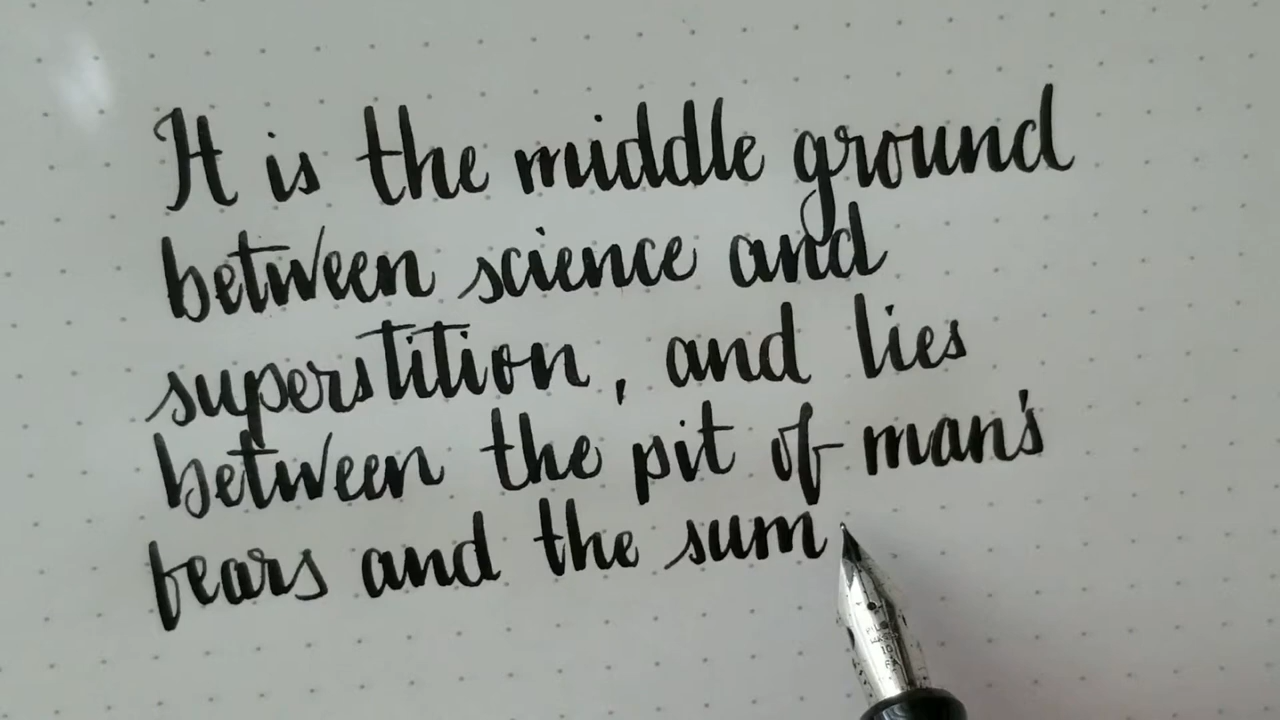 It is the middle ground
between science and
superstition, and lies
between the pit of man's
fears and the sum